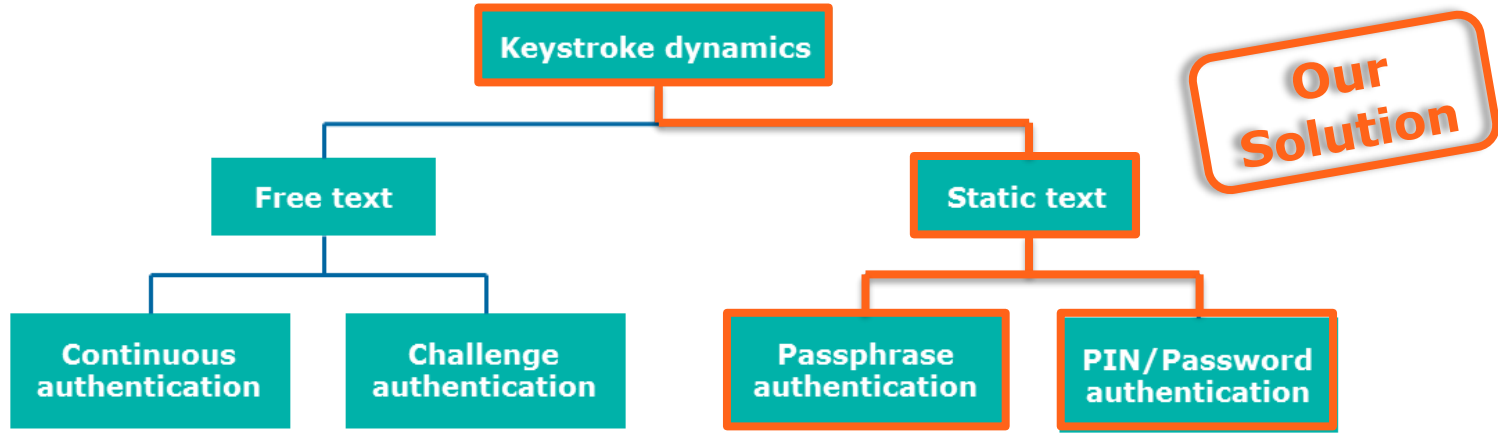 Keystroke dynamics
Our
Solution
Free text
Static text
Continuous
authentication
Challenge
authentication
Passphrase
authentication
PIN/Password
authentication